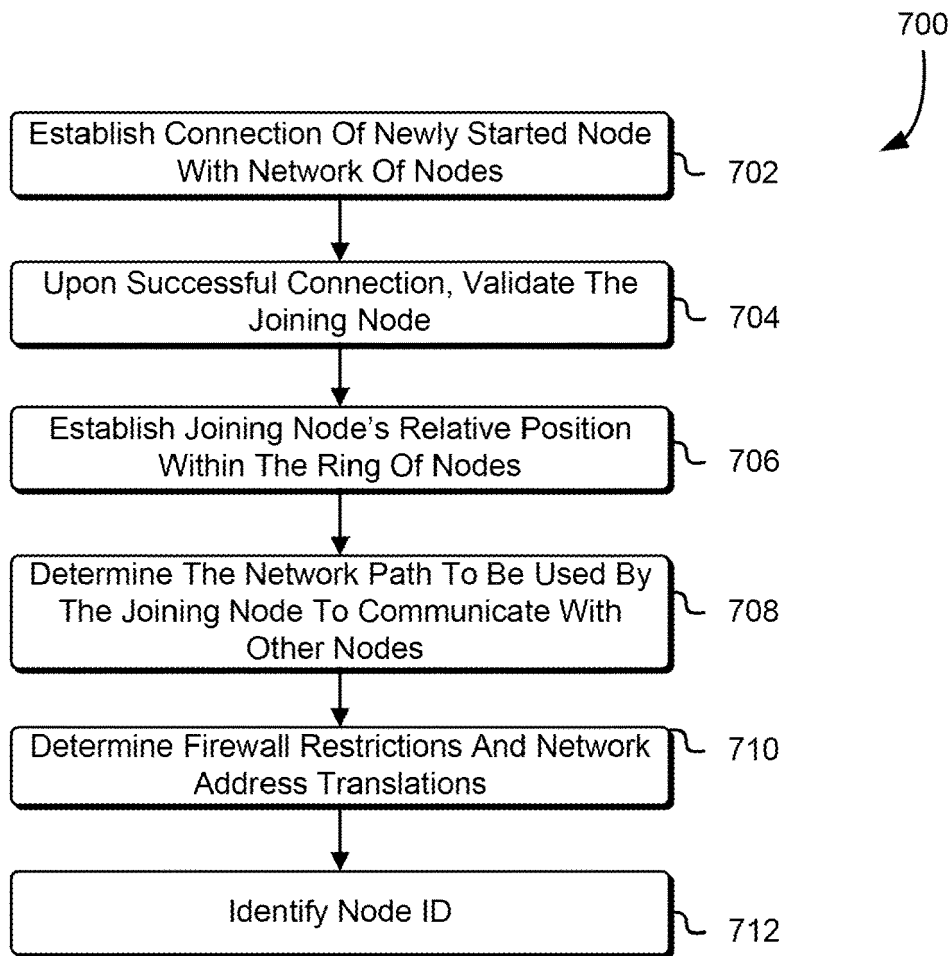 700
Establish Connection Of Newly Started Node
With Network Of Nodes
702
Upon Successful Connection, Validate The
Joining Node
704
Establish Joining Node's Relative Position
Within The Ring Of Nodes
706
Determine The Network Path To Be Used By
The Joining Node To Communicate With
Other Nodes
708
Determine Firewall Restrictions And Network
Address Translations
710
Identify Node ID
712